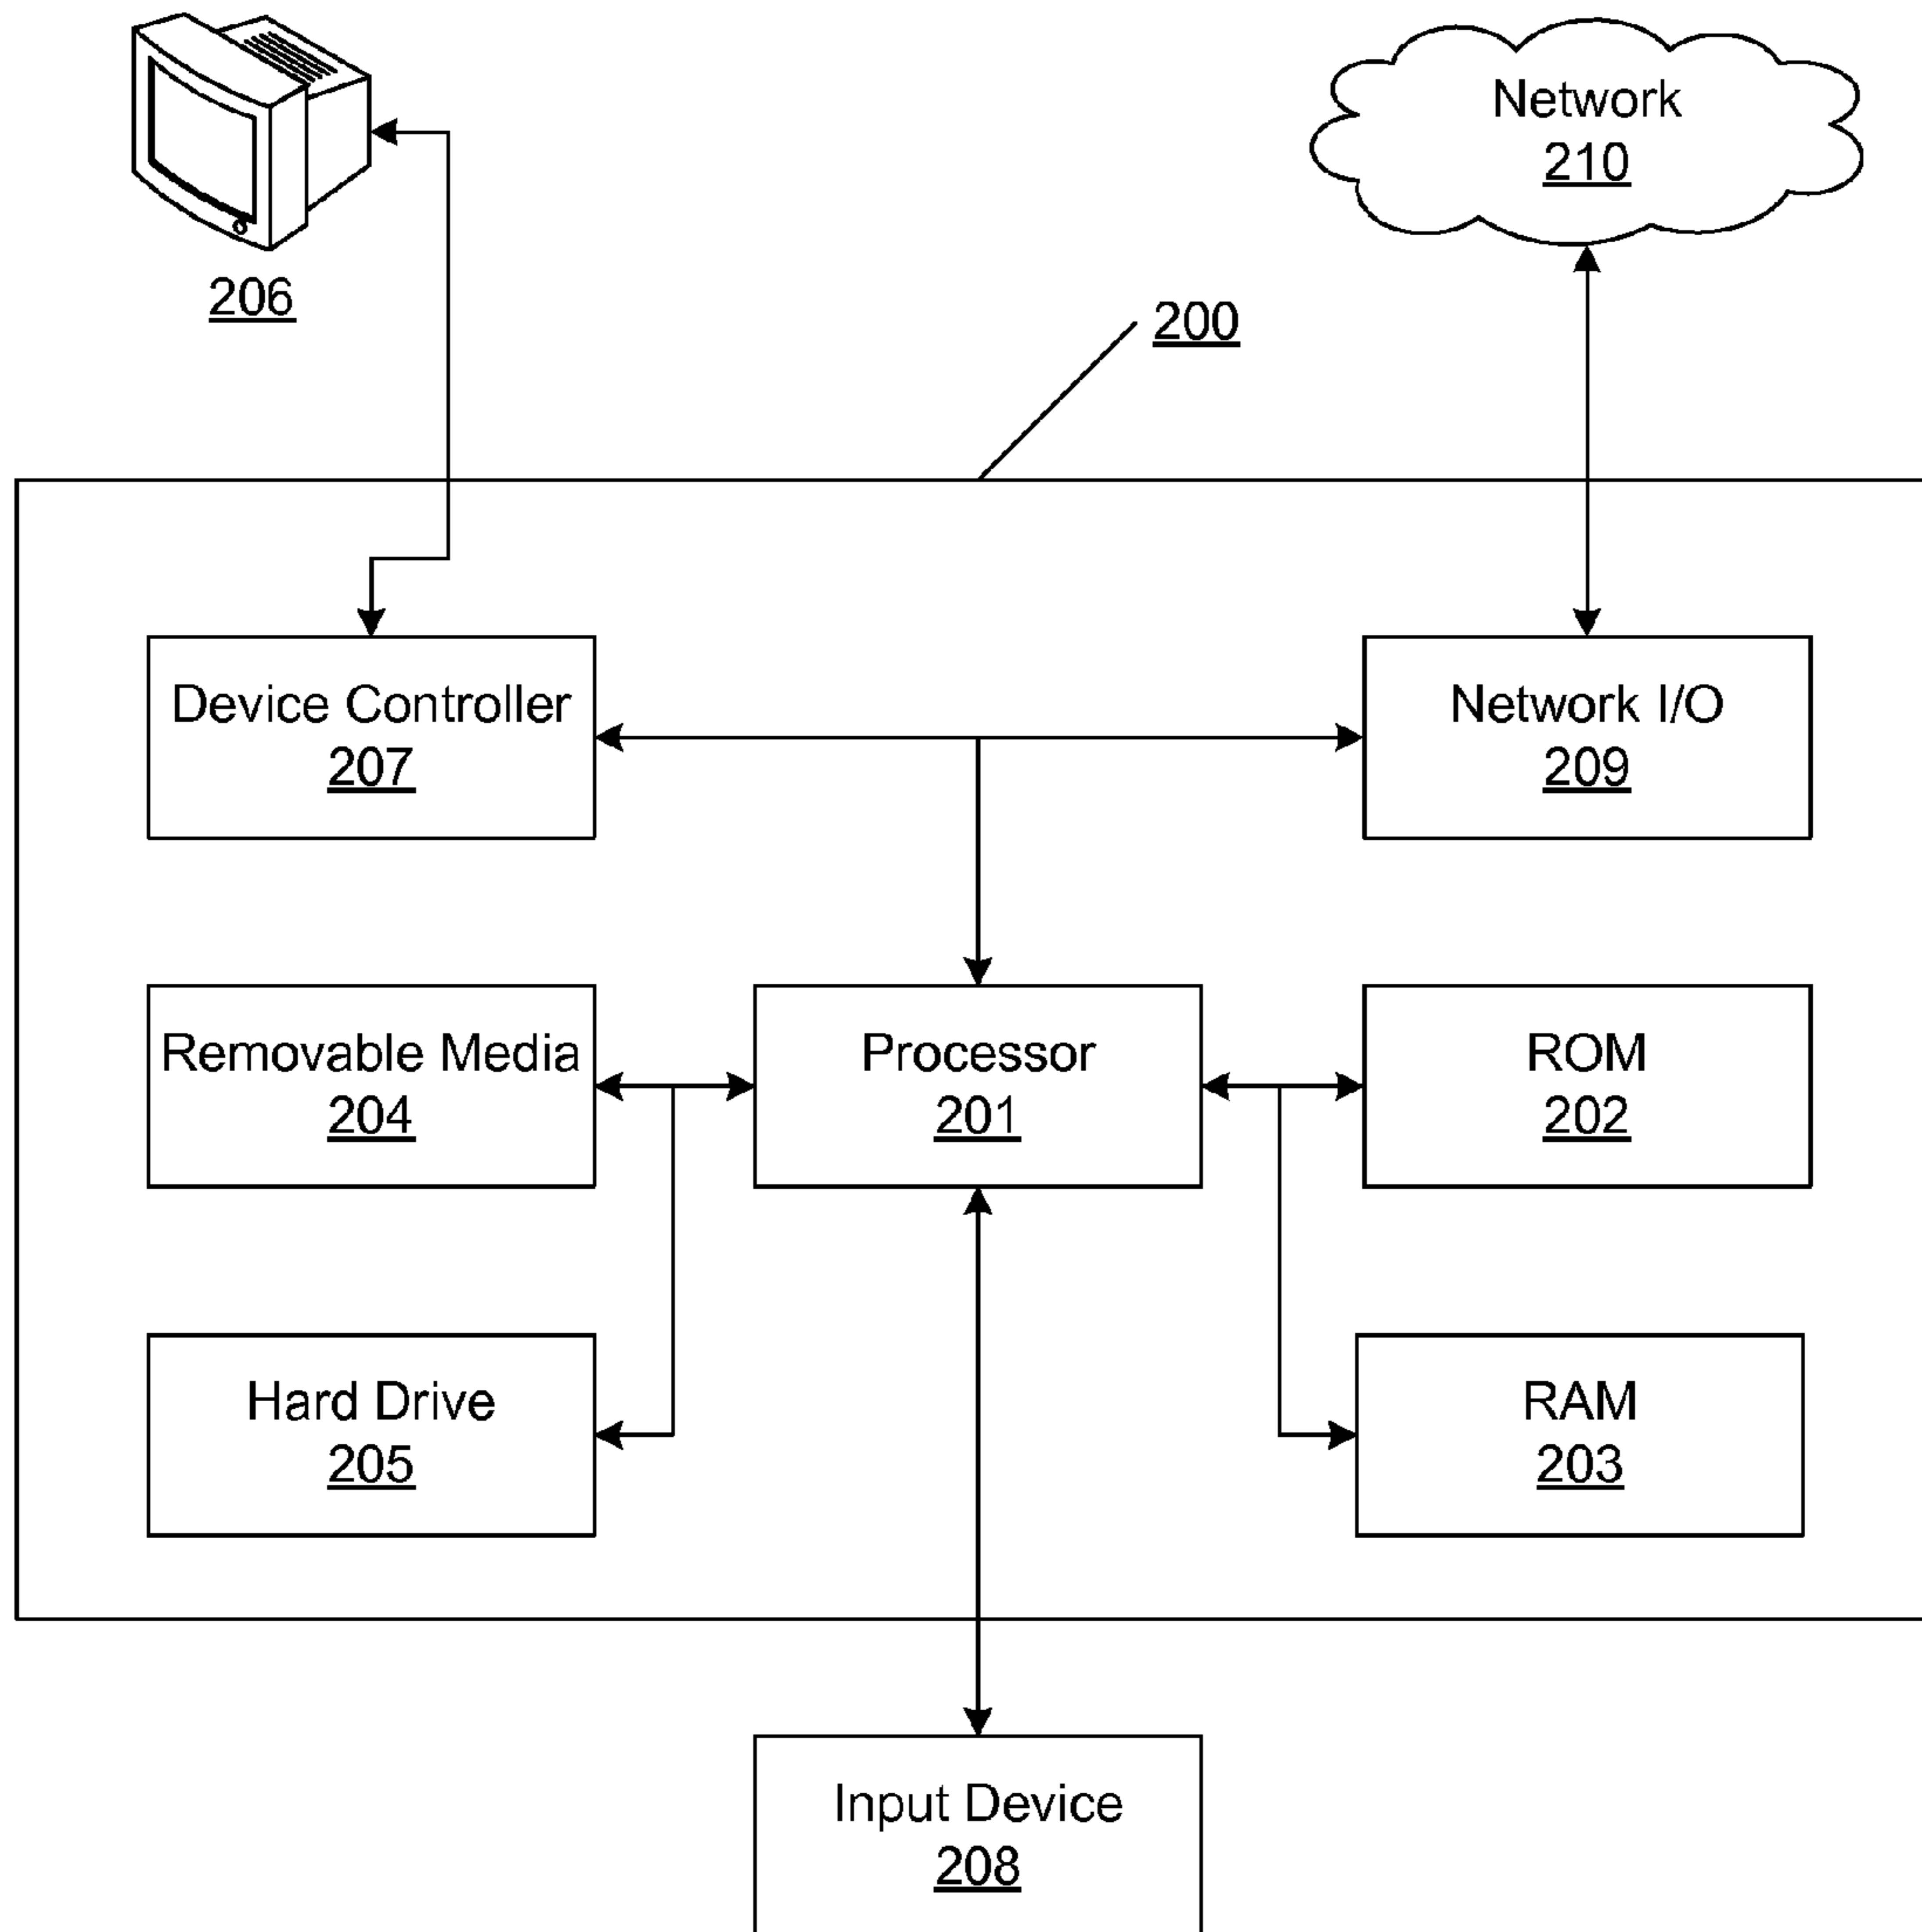 Network
210
206
200
Device Controller
207
Network I/O
209
Removable Media
204
Processor
201
ROM
202
Hard Drive
205
RAM
203
Input Device
208